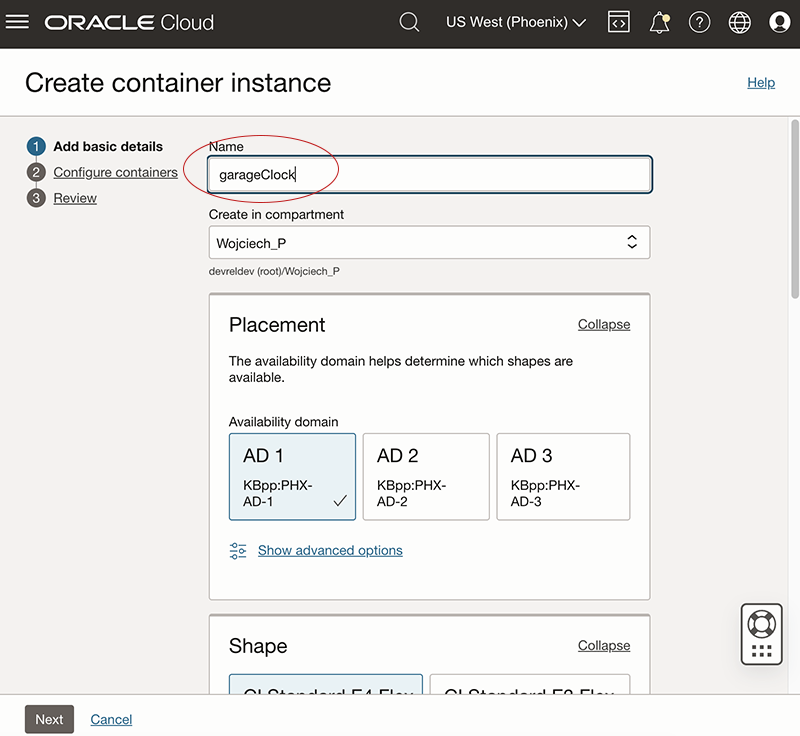 ORACLE Cloud
US West (Phoenix)
Create container instance
Help
1 Add basic details
2 Configure containers
3 Review
Name
garageClock
Create in compartment
Wojciech_P
devreldev (root)/Wojciech_P
Placement
Collapse
The availability domain helps determine which shapes are
available.
Availability domain
AD 1
KBpp:PHX-
AD-1
AD 2
KBpp:PHX-
AD-2
AD 3
KBpp:PHX-
AD-3
Show advanced options
Shape
Collapse
Next
Cancel